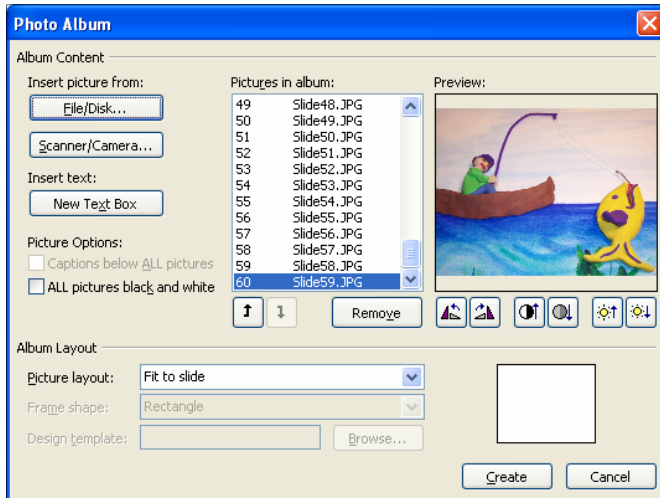 Photo Album
Album Content
Insert picture from:
File/Disk...
Scanner/Camera...
Insert text:
New Text Box
Picture Options:
Captions below ALL pictures
ALL pictures black and white
Pictures in album:
49 Slide48.JPG
50 Slide49.JPG
51 Slide50.JPG
52 Slide51.JPG
53 Slide52.JPG
54 Slide53.JPG
55 Slide54.JPG
56 Slide55.JPG
57 Slide56.JPG
58 Slide57.JPG
59 Slide58.JPG
60 Slide59.JPG
Remove
Preview:
Album Layout
Picture layout: Fit to slide
Frame shape: Rectangle
Design template: Browse...
Create Cancel